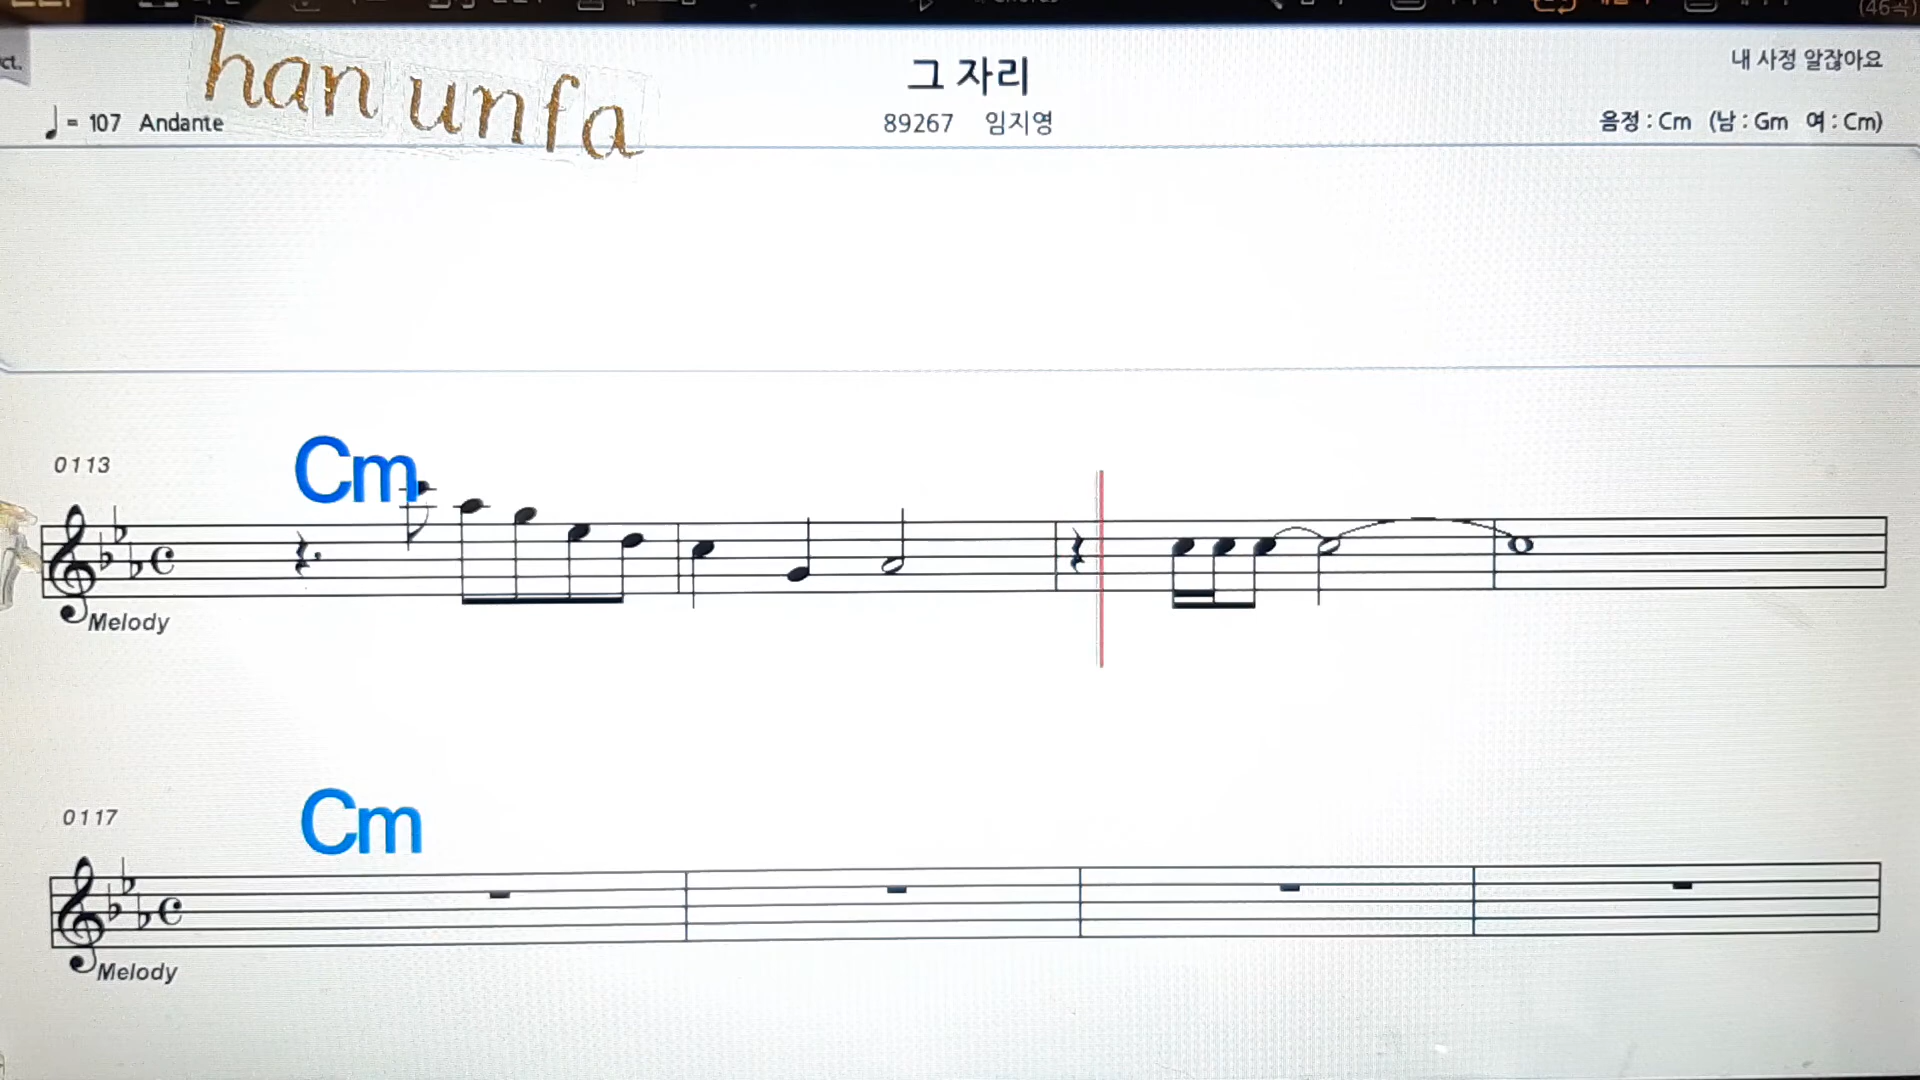 ct.
han unfa
그 자리
내 사정 알잖아요
♩= 107 Andante
89267 임지영
음정 : Cm (남 : Gm 여 : Cm)
Cm
0113
Melody
Cm
0117
Melody